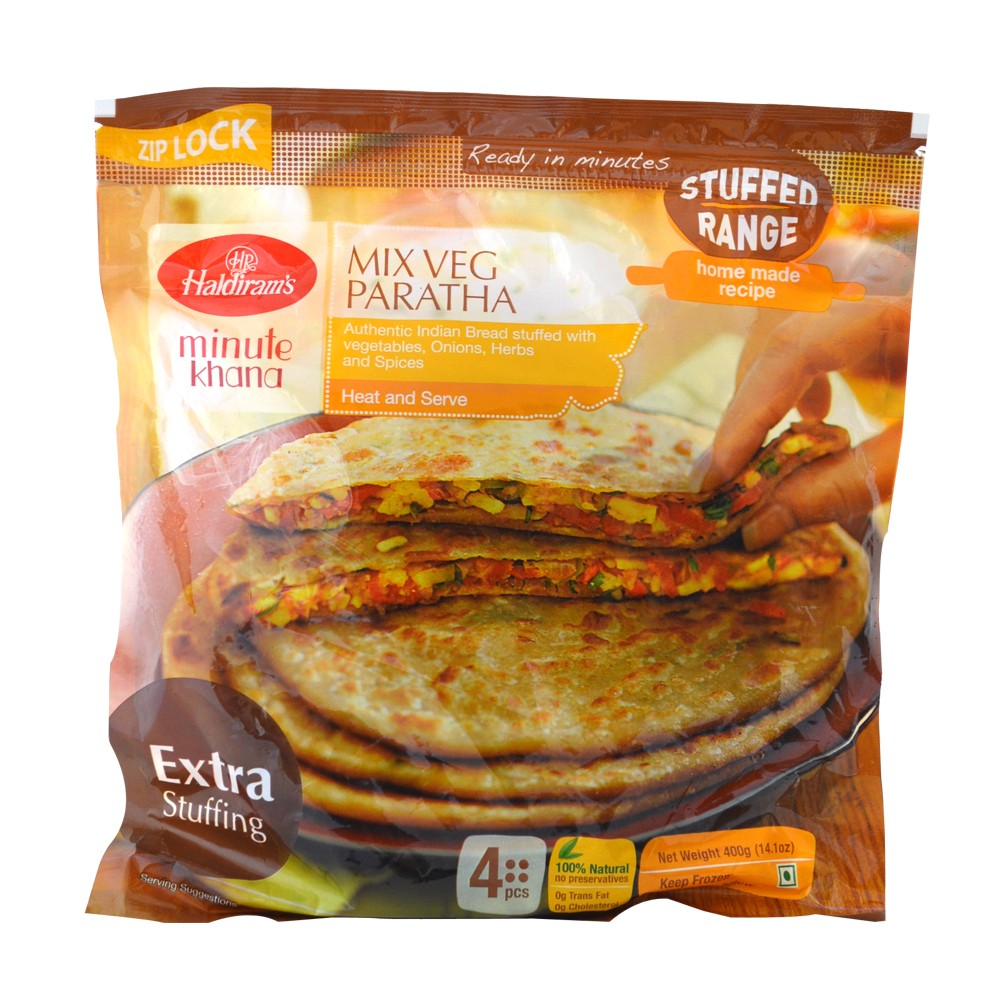 ZIP LOCK
Ready in minutes
STUFFED
RANGE
home made
recipe
HR
Haldiram's
minute
khana
MIX VEG
PARATHA
Authentic Indian Bread stuffed with
vegetables, Onions, Herbs
and Spices
Heat and Serve
Extra
Stuffing
Serving Suggestions
4
pcs
100% Natural
no preservatives
0g Trans Fat
0g Cholesterol
Net Weight 400g (14.1oz)
Keep Frozen